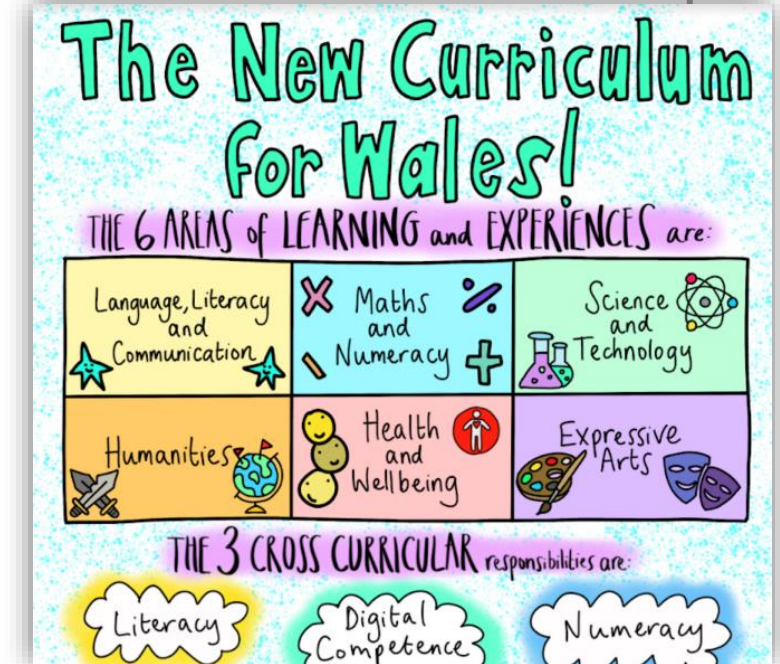 The New Curriculum
for Wales!
THE 6 AREAS of LEARNING and EXPERIENCES are:
Language, Literacy
and
Communication
Maths
and
Numeracy
Science
and
Technology
Humanities
Health
and
Wellbeing
Expressive
Arts
THE 3 CROSS CURRICULAR responsibilities are:
Literacy
Digital
Competence
Numeracy